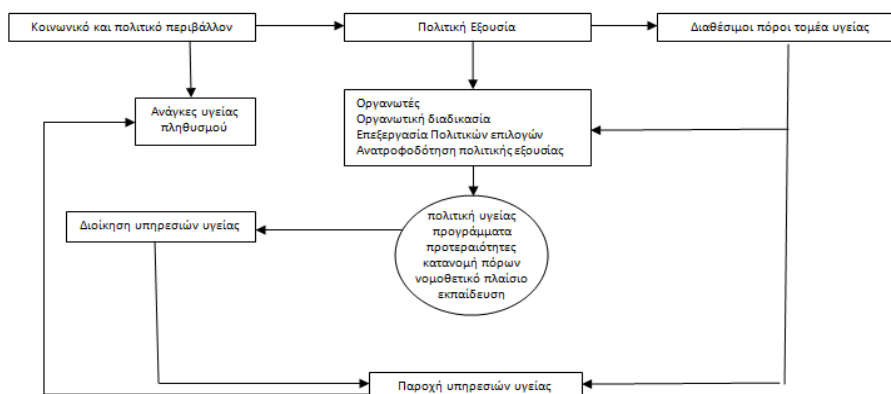 Κοινωνικό και πολιτικό περιβάλλον
Πολιτική Εξουσία
Διαθέσιμοι πόροι τομέα υγείας
Ανάγκες υγείας
πληθυσμού
Οργανωτές
Οργανωτική διαδικασία
Επεξεργασία Πολιτικών επιλογών
Ανατροφοδότηση πολιτικής εξουσίας
Διοίκηση υπηρεσιών υγείας
πολιτική υγείας
προγράμματα
προτεραιότητες
κατανομή πόρων
νομοθετικό πλαίσιο
εκπαίδευση
Παροχή υπηρεσιών υγείας